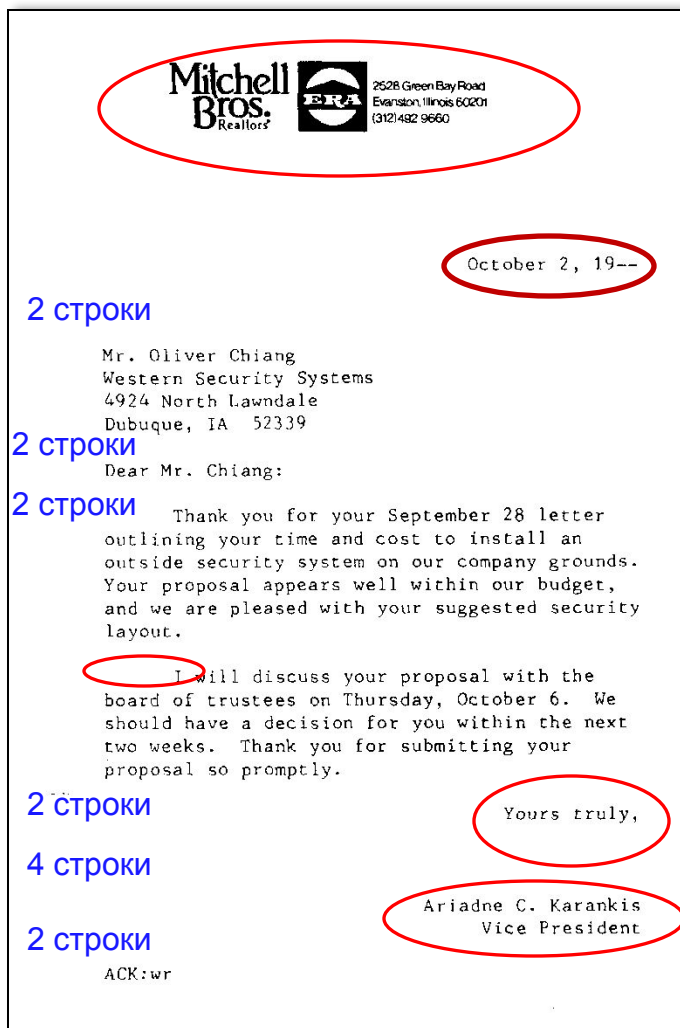 Mitchell
Bros.
Realtors
ERA
2528 Green Bay Road
Evanston, Illinois 60201
(312) 492 9660
October 2, 19--
2 строки
Mr. Oliver Chiang
Western Security Systems
4924 North Lawndale
Dubuque, IA  52339
2 строки
Dear Mr. Chiang:
2 строки
Thank you for your September 28 letter
outlining your time and cost to install an
outside security system on our company grounds.
Your proposal appears well within our budget,
and we are pleased with your suggested security
layout.
I will discuss your proposal with the
board of trustees on Thursday, October 6.  We
should have a decision for you within the next
two weeks.  Thank you for submitting your
proposal so promptly.
2 строки
Yours truly,
4 строки
Ariadne C. Karankis
Vice President
2 строки
ACK:wr